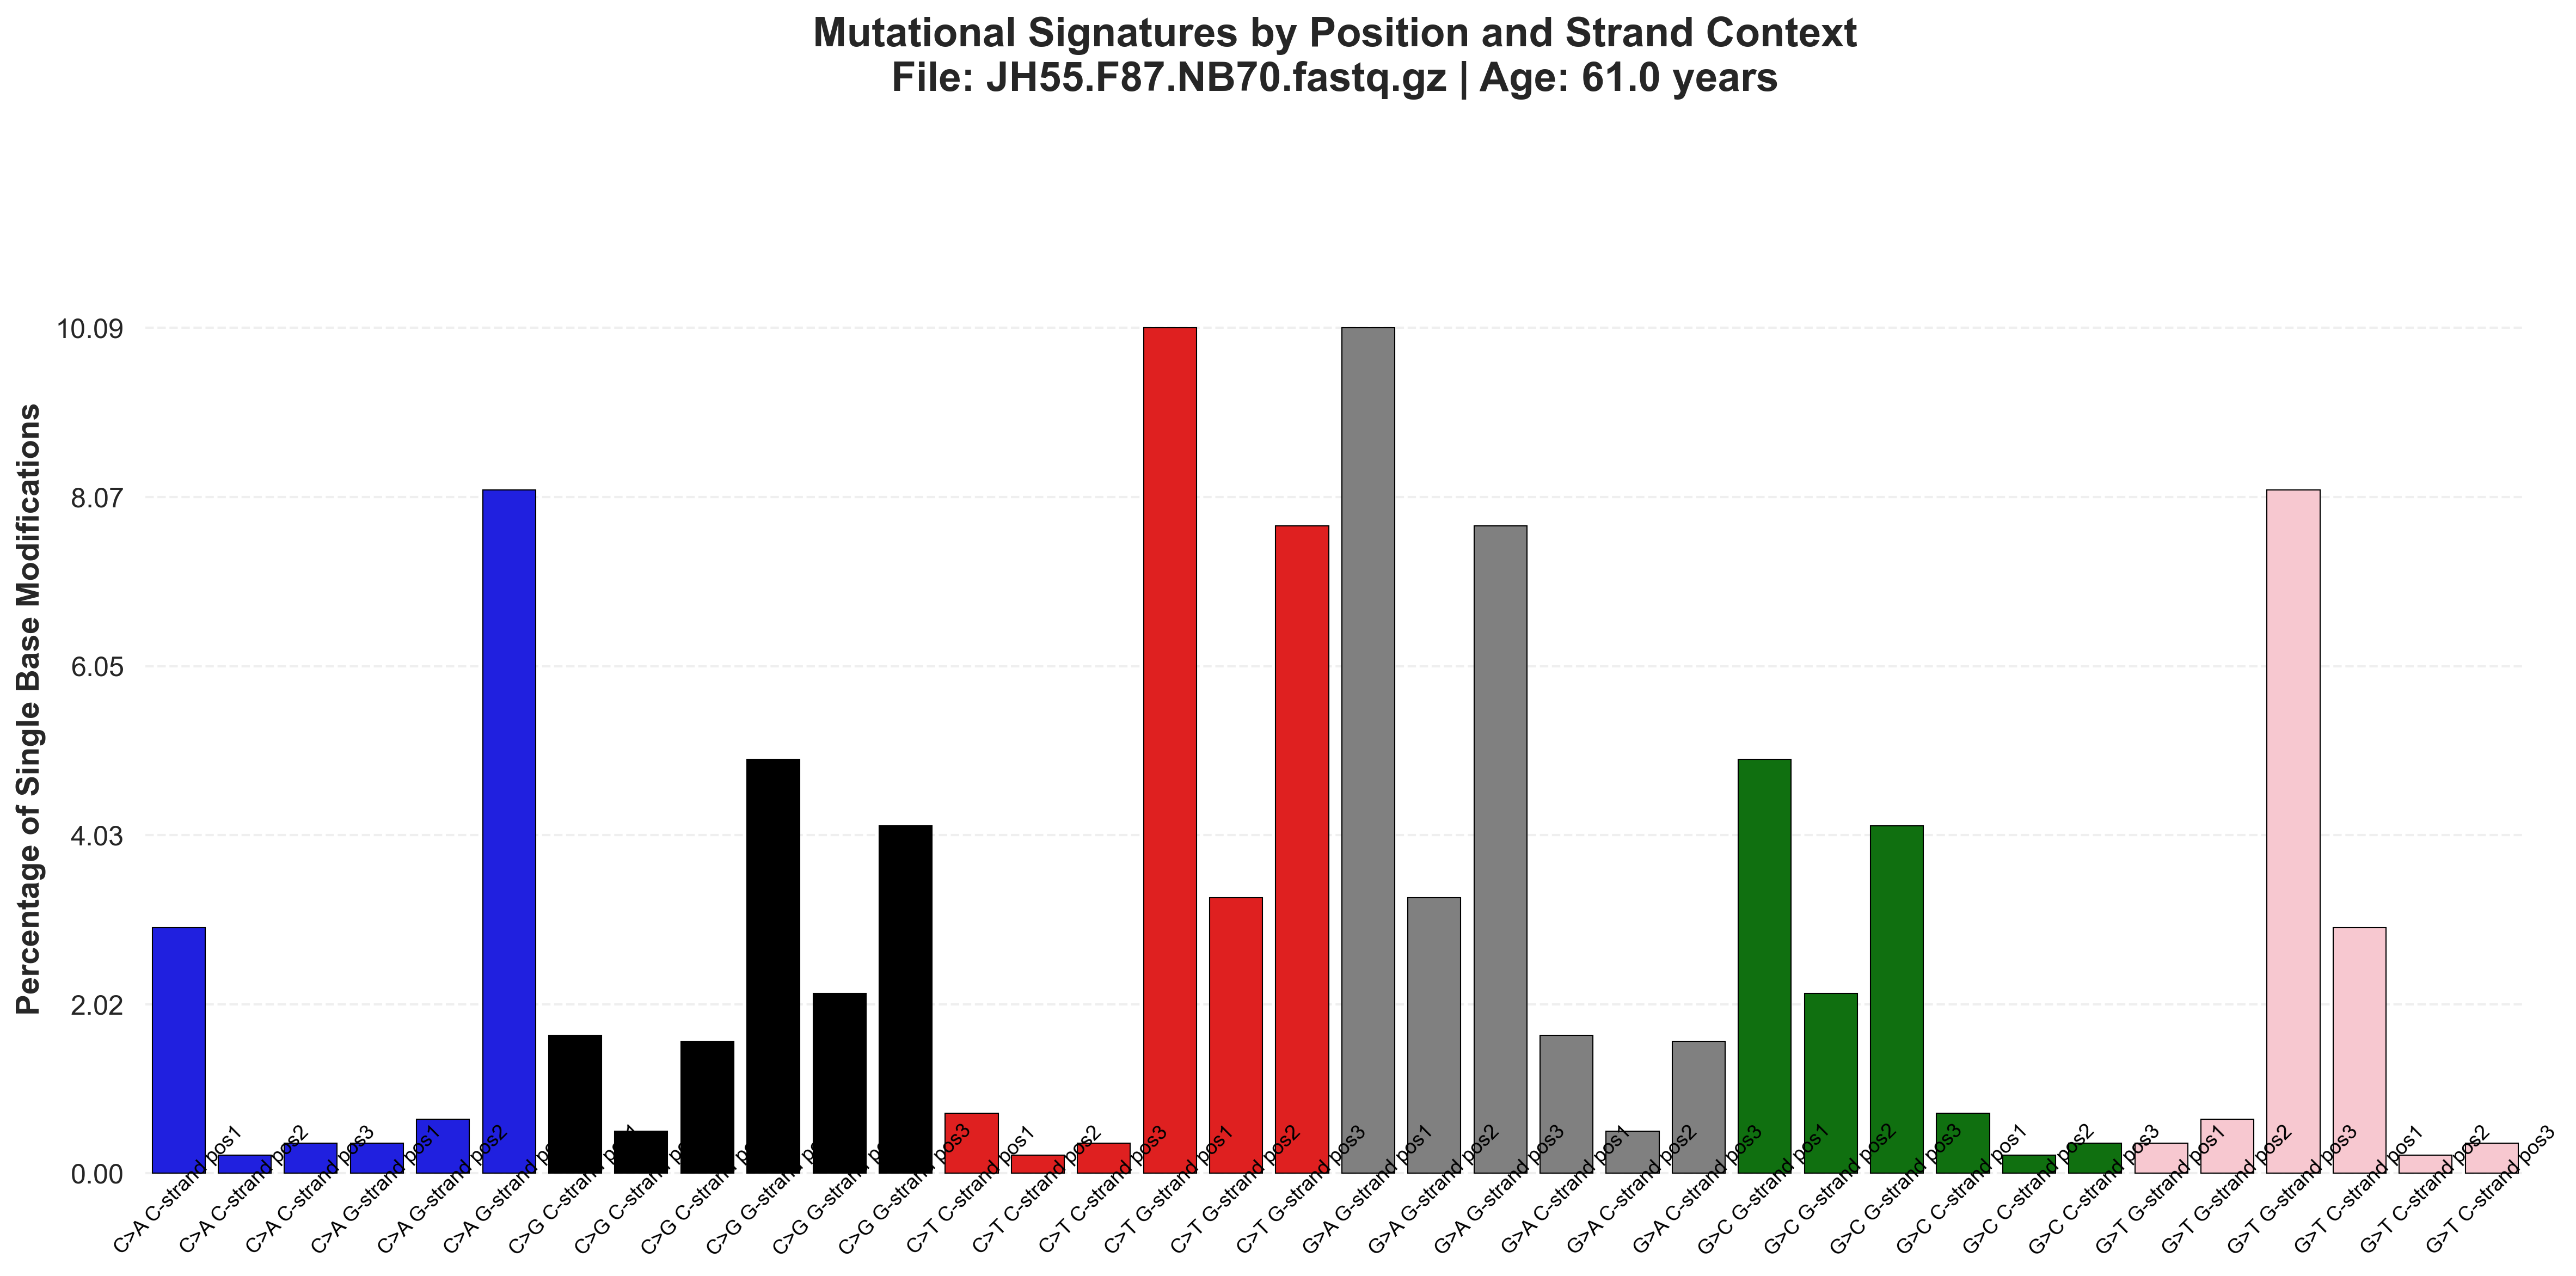 Mutational Signatures by Position and Strand Context
File: JH55.F87.NB70.fastq.gz | Age: 61.0 years
Percentage of Single Base Modifications
10.09
8.07
6.05
4.03
2.02
0.00
C>A C-strand pos1
C>A C-strand pos2
C>A C-strand pos3
C>A G-strand pos1
C>A G-strand pos2
C>A G-strand pos3
C>G C-strand pos1
C>G C-strand pos2
C>G C-strand pos3
C>G G-strand pos1
C>G G-strand pos2
C>G G-strand pos3
C>T C-strand pos1
C>T C-strand pos2
C>T C-strand pos3
C>T G-strand pos1
C>T G-strand pos2
C>T G-strand pos3
G>A G-strand pos1
G>A G-strand pos2
G>A G-strand pos3
G>A C-strand pos1
G>A C-strand pos2
G>A C-strand pos3
G>C G-strand pos1
G>C G-strand pos2
G>C G-strand pos3
G>C C-strand pos1
G>C C-strand pos2
G>C C-strand pos3
G>T G-strand pos1
G>T G-strand pos2
G>T G-strand pos3
G>T C-strand pos1
G>T C-strand pos2
G>T C-strand pos3